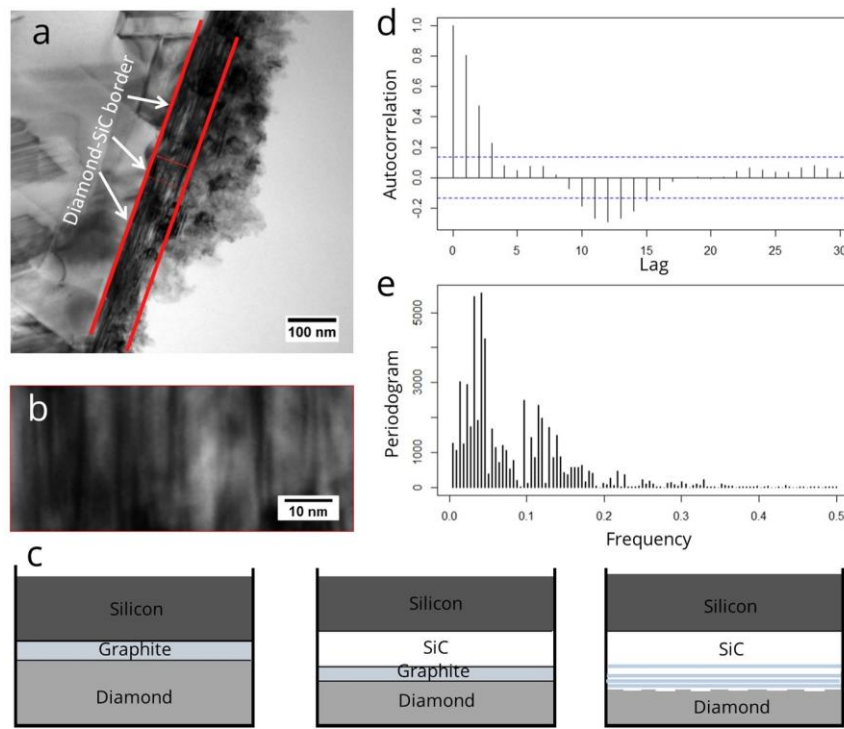 a
Diamond-SiC border
100 nm
b
10 nm
c
Silicon
Graphite
Diamond
Silicon
SiC
Graphite
Diamond
Silicon
SiC
Diamond
d
Autocorrelation
1.0
0.8
0.6
0.4
0.2
0.0
-0.2
0 5 10 15 20 25 30
Lag
e
Periodogram
5000
3000
1000
0
0.0 0.1 0.2 0.3 0.4 0.5
Frequency